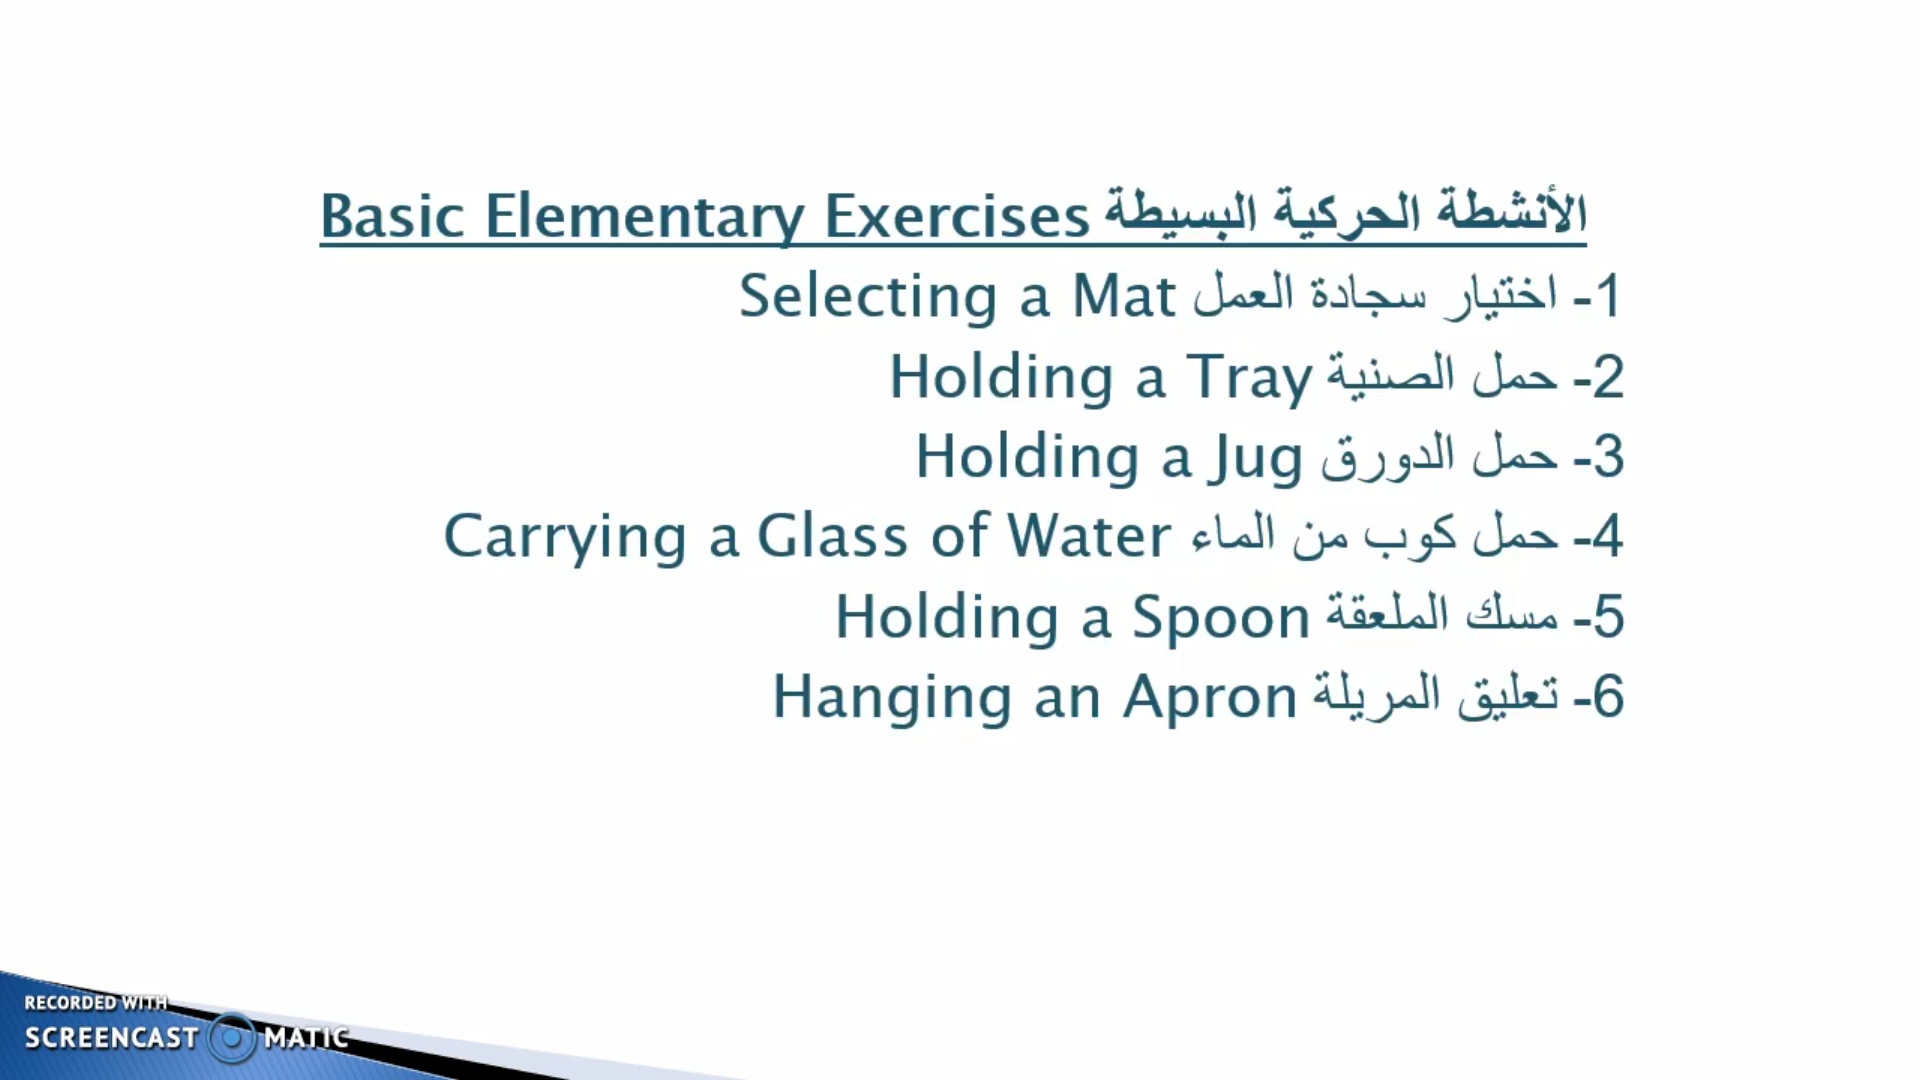 الأنشطة الحركية البسيطة Basic Elementary Exercises
1- اختيار سجادة العمل Selecting a Mat
2- حمل الصنية Holding a Tray
3- حمل الدورق Holding a Jug
4- حمل كوب من الماء Carrying a Glass of Water
5- مسك الملعقة Holding a Spoon
6- تعليق المريلة Hanging an Apron
RECORDED WITH
SCREENCAST MATIC